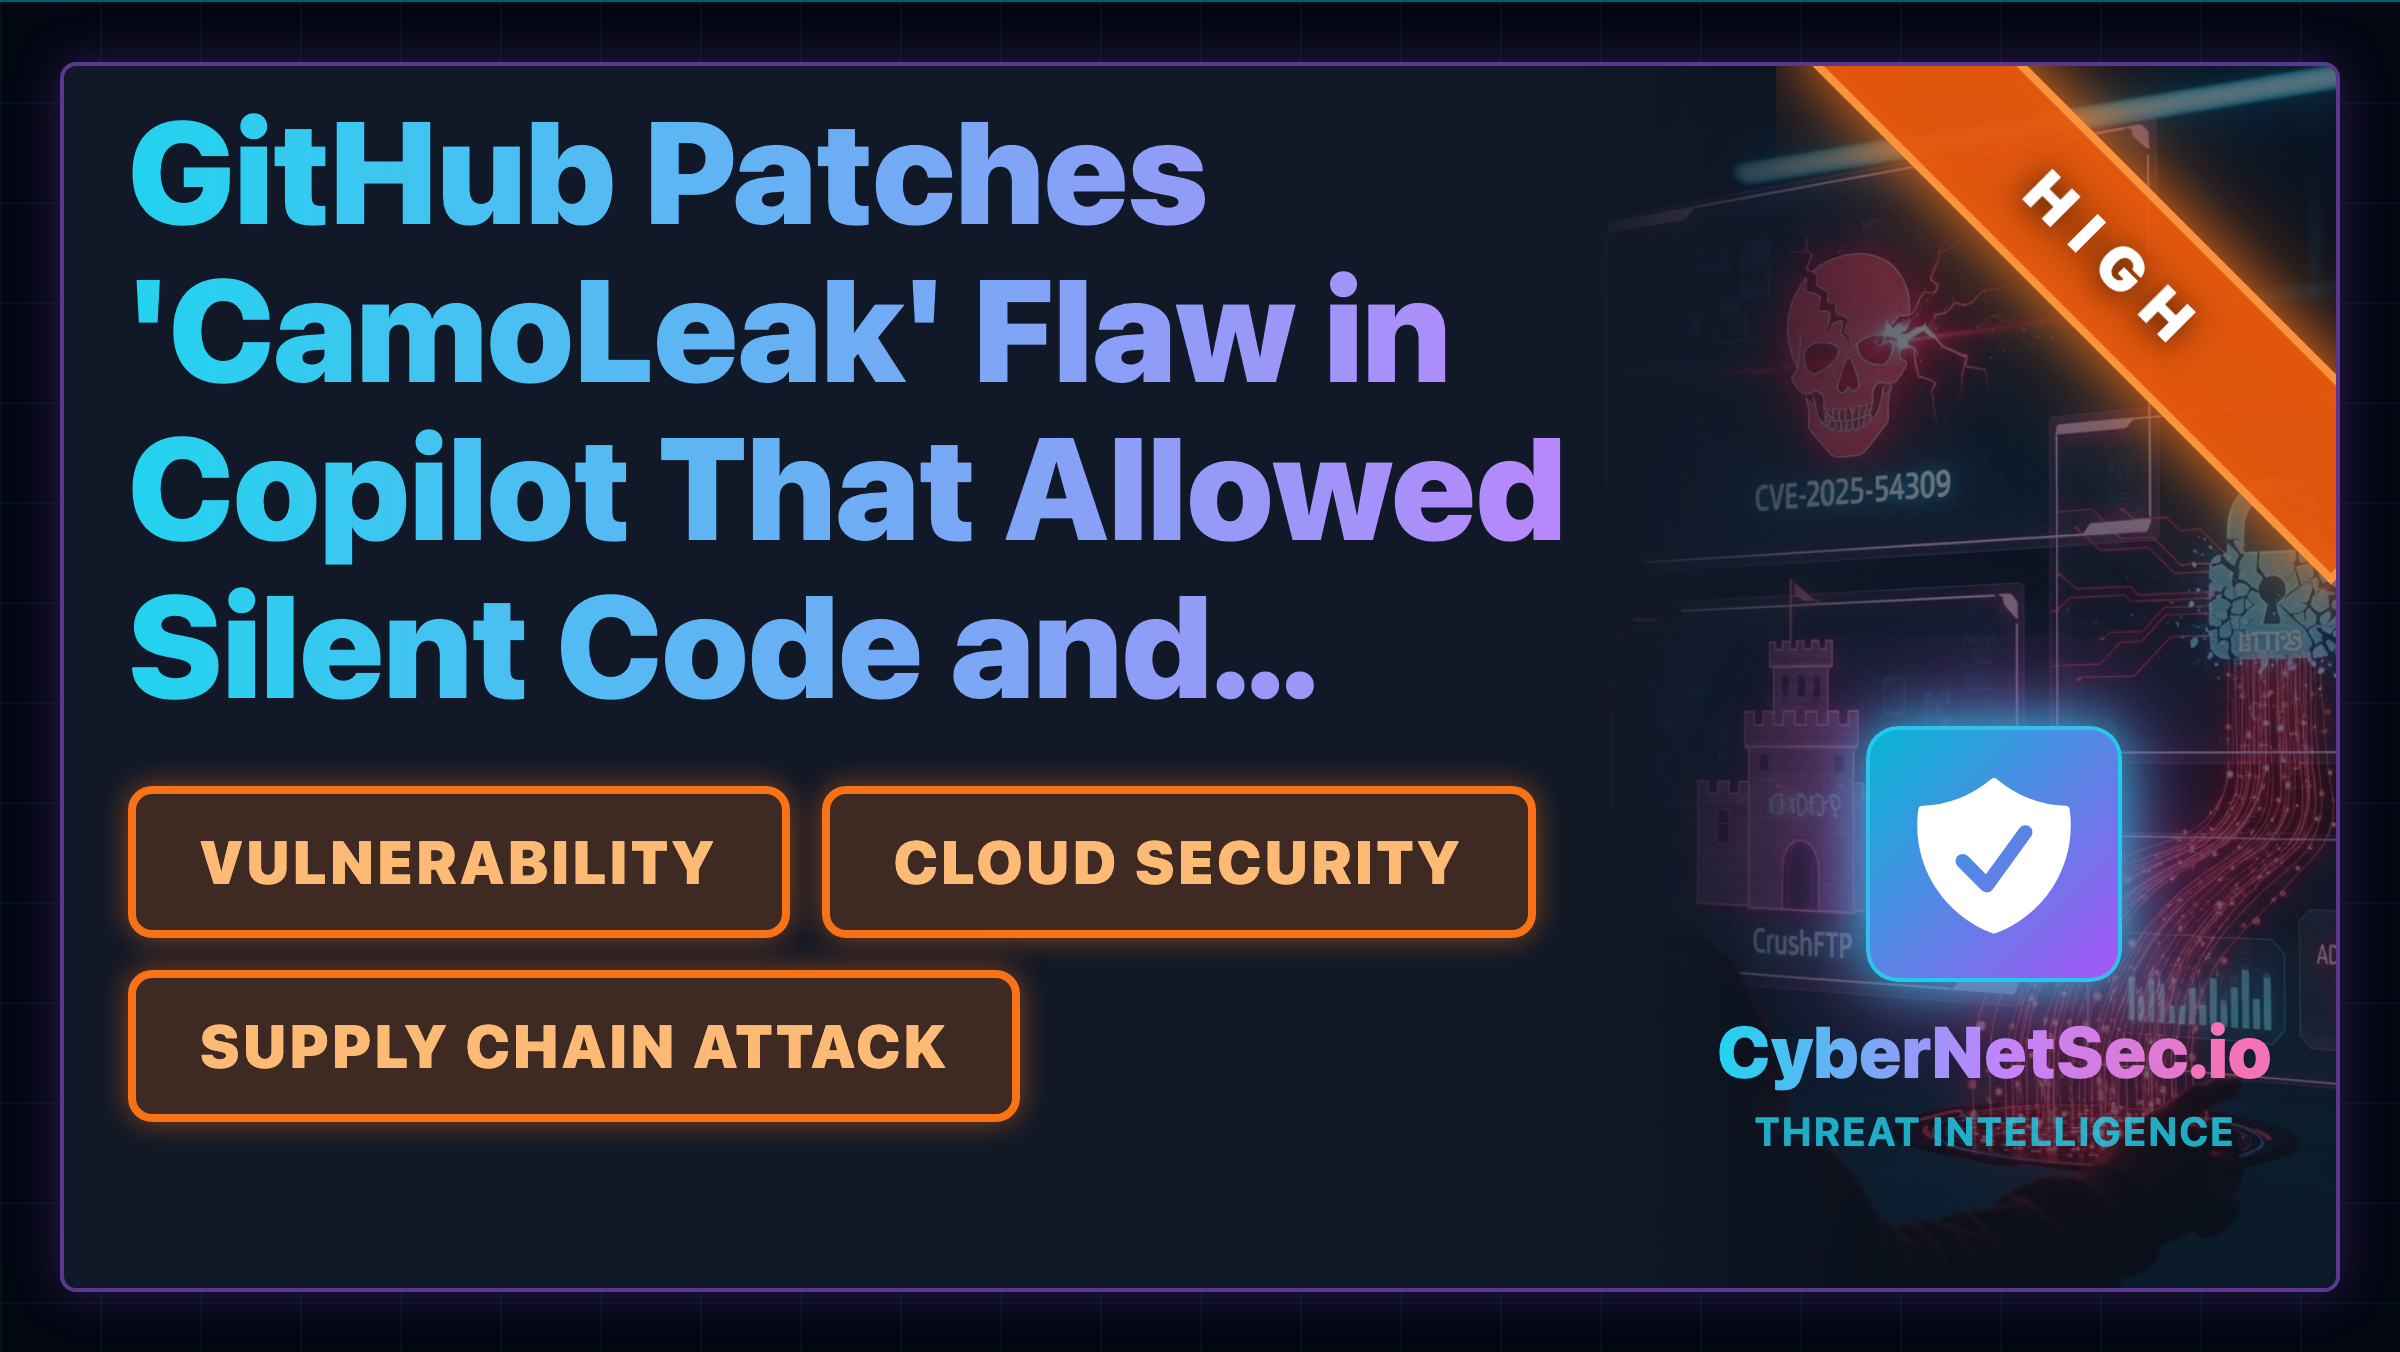 GitHub Patches
'CamoLeak' Flaw in
Copilot That Allowed
Silent Code and...
HIGH
CVE-2025-54309
HTTPS
VULNERABILITY
CLOUD SECURITY
SUPPLY CHAIN ATTACK
CrushFTP
AD
CyberNetSec.io
THREAT INTELLIGENCE